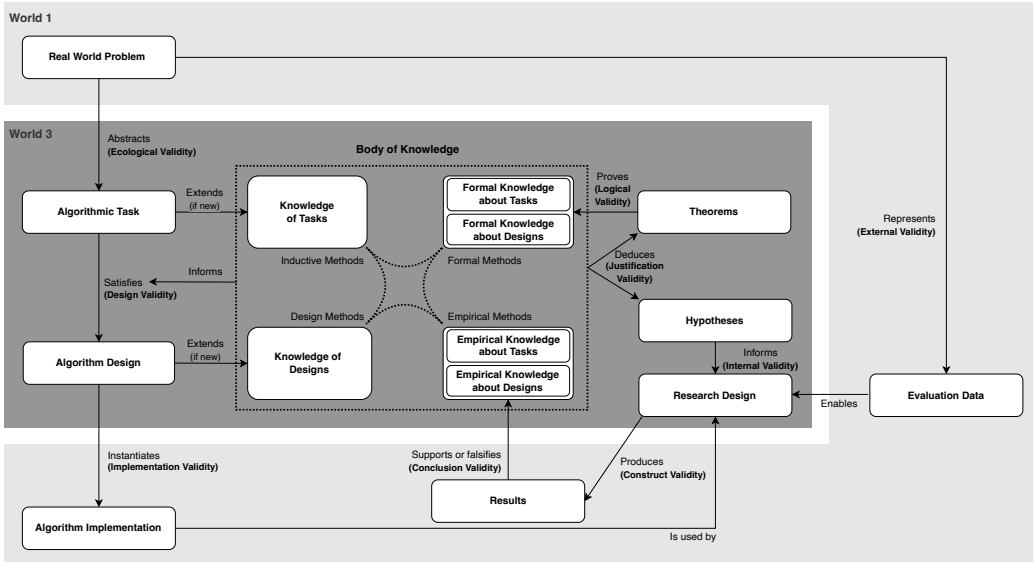 World 1
Real World Problem
World 3
Abstracts
(Ecological Validity)
Body of Knowledge
Algorithmic Task
Extends
(if new)
Knowledge
of Tasks
Formal Knowledge
about Tasks
Formal Knowledge
about Designs
Proves
(Logical
Validity)
Theorems
Represents
(External Validity)
Inductive Methods
Formal Methods
Deduces
(Justification
Validity)
Informs
Satisfies
(Design Validity)
Design Methods
Empirical Methods
Hypotheses
Algorithm Design
Extends
(if new)
Knowledge of
Designs
Empirical Knowledge
about Tasks
Empirical Knowledge
about Designs
Informs
(Internal Validity)
Research Design
Enables
Evaluation Data
Instantiates
(Implementation Validity)
Supports or falsifies
(Conclusion Validity)
Produces
(Construct Validity)
Results
Algorithm Implementation
Is used by